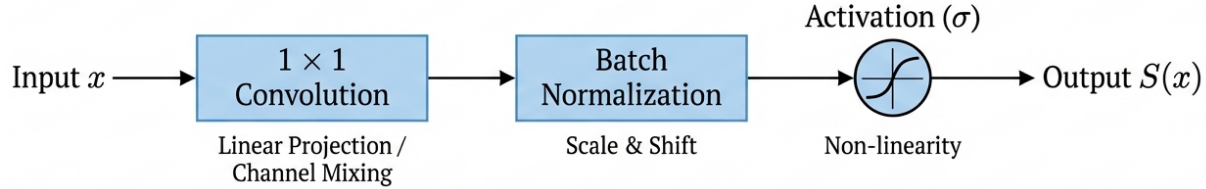 Activation (σ)
Input x
1 × 1
Convolution
Batch
Normalization
Output S(x)
Linear Projection /
Channel Mixing
Scale & Shift
Non-linearity